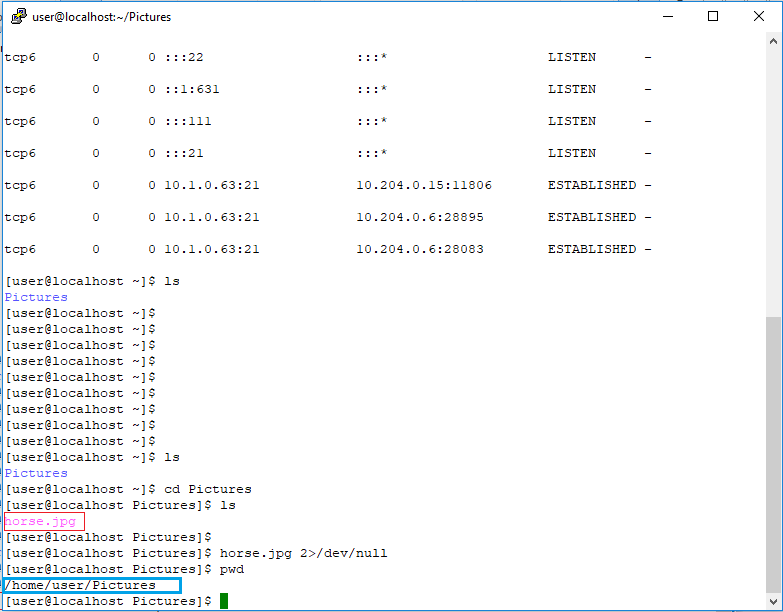 user@localhost:~/Pictures
tcp6 0 0 :::22 :::* LISTEN -
tcp6 0 0 ::1:631 :::* LISTEN -
tcp6 0 0 :::111 :::* LISTEN -
tcp6 0 0 :::21 :::* LISTEN -
tcp6 0 0 10.1.0.63:21 10.204.0.15:11806 ESTABLISHED -
tcp6 0 0 10.1.0.63:21 10.204.0.6:28895 ESTABLISHED -
tcp6 0 0 10.1.0.63:21 10.204.0.6:28083 ESTABLISHED -
[user@localhost ~]$ ls
Pictures
[user@localhost ~]$
[user@localhost ~]$
[user@localhost ~]$
[user@localhost ~]$
[user@localhost ~]$
[user@localhost ~]$
[user@localhost ~]$
[user@localhost ~]$
[user@localhost ~]$
[user@localhost ~]$ ls
Pictures
[user@localhost ~]$ cd Pictures
[user@localhost Pictures]$ ls
horse.jpg
[user@localhost Pictures]$
[user@localhost Pictures]$ horse.jpg 2>/dev/null
[user@localhost Pictures]$ pwd
/home/user/Pictures
[user@localhost Pictures]$